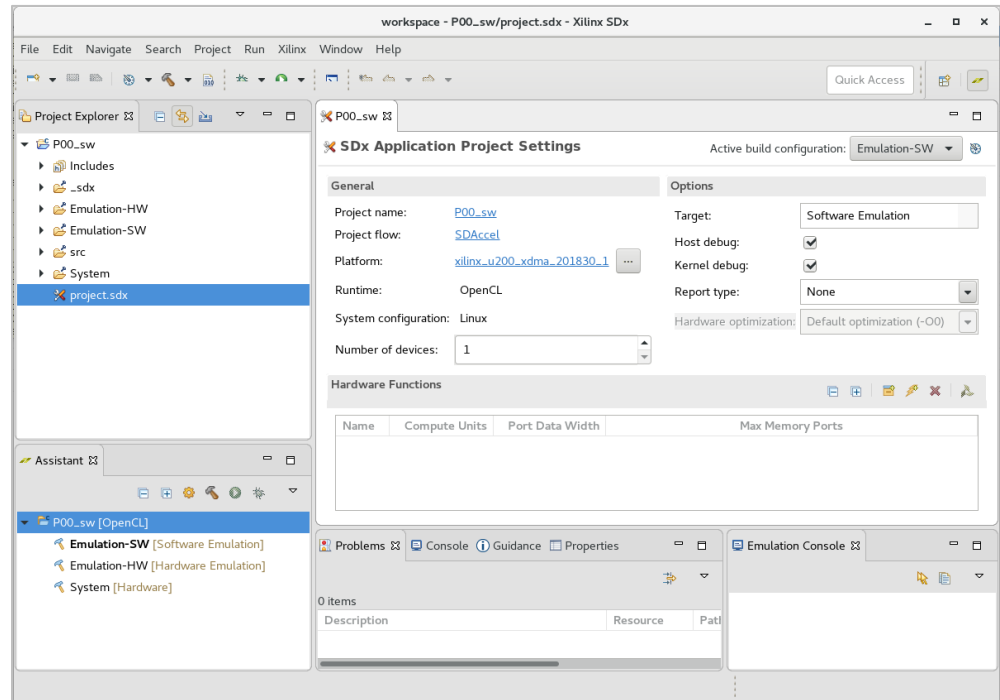 workspace - P00_sw/project.sdx - Xilinx SDx
File Edit Navigate Search Project Run Xilinx Window Help
Quick Access
Project Explorer
P00_sw
Includes
_sdx
Emulation-HW
Emulation-SW
src
System
project.sdx
P00_sw
SDx Application Project Settings
Active build configuration: Emulation-SW
General
Project name: P00_sw
Project flow: SDAccel
Platform: xilinx_u200_xdma_201830_1 ...
Runtime: OpenCL
System configuration: Linux
Number of devices: 1
Options
Target: Software Emulation
Host debug:
Kernel debug:
Report type: None
Hardware optimization: Default optimization (-O0)
Hardware Functions
Name Compute Units Port Data Width Max Memory Ports
Assistant
P00_sw [OpenCL]
Emulation-SW [Software Emulation]
Emulation-HW [Hardware Emulation]
System [Hardware]
Problems Console Guidance Properties
0 items
Description Resource Path
Emulation Console